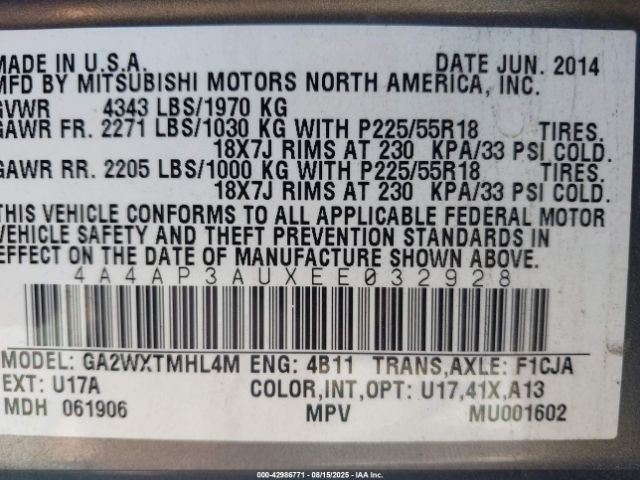 MADE IN U.S.A. DATE JUN. 2014
MFD BY MITSUBISHI MOTORS NORTH AMERICA, INC.
GVWR 4343 LBS/1970 KG
GAWR FR. 2271 LBS/1030 KG WITH P225/55R18 TIRES.
18X7J RIMS AT 230 KPA/33 PSI COLD.
GAWR RR. 2205 LBS/1000 KG WITH P225/55R18 TIRES.
18X7J RIMS AT 230 KPA/33 PSI COLD.
THIS VEHICLE CONFORMS TO ALL APPLICABLE FEDERAL MOTOR
VEHICLE SAFETY AND THEFT PREVENTION STANDARDS IN
EFFECT ON THE DATE OF MANUFACTURE SHOWN ABOVE.
4A4AP3AUXEE032928
MODEL: GA2WXTMHL4M ENG: 4B11 TRANS,AXLE: F1CJA
EXT: U17A COLOR,INT,OPT: U17,41X,A13
MDH 061906 MPV MU001602
000-42986771 - 08/15/2025 - IAA Inc.